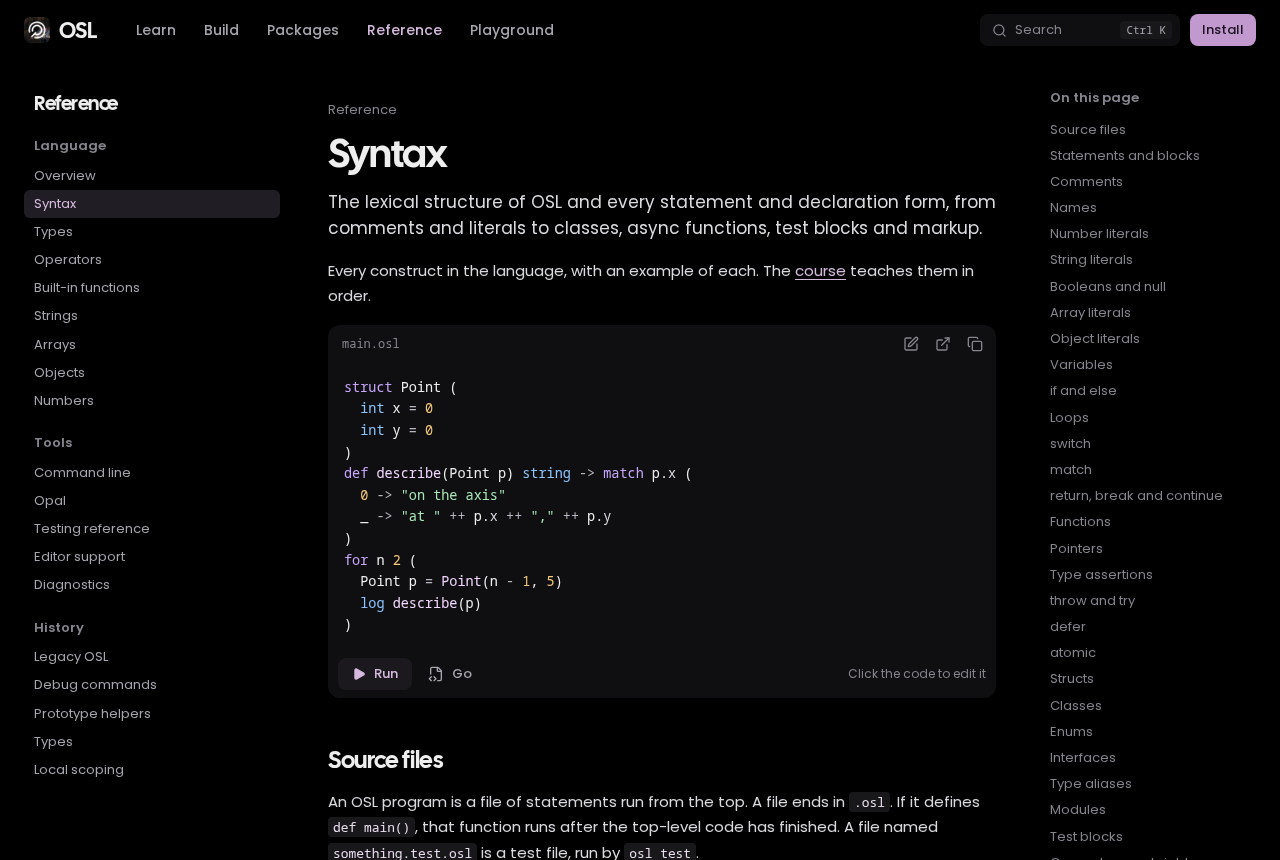 OSL
Learn
Build
Packages
Reference
Playground
Search
Ctrl K
Install
Reference
Language
Overview
Syntax
Types
Operators
Built-in functions
Strings
Arrays
Objects
Numbers
Tools
Command line
Opal
Testing reference
Editor support
Diagnostics
History
Legacy OSL
Debug commands
Prototype helpers
Types
Local scoping
Reference
Syntax
The lexical structure of OSL and every statement and declaration form, from
comments and literals to classes, async functions, test blocks and markup.
Every construct in the language, with an example of each. The course teaches them in
order.
main.osl
struct Point (
  int x = 0
  int y = 0
)
def describe(Point p) string -> match p.x (
  0 -> "on the axis"
  _ -> "at " ++ p.x ++ "," ++ p.y
)
for n 2 (
  Point p = Point(n - 1, 5)
  log describe(p)
)
Run
Go
Click the code to edit it
Source files
An OSL program is a file of statements run from the top. A file ends in .osl. If it defines
def main(), that function runs after the top-level code has finished. A file named
something.test.osl is a test file, run by osl test.
On this page
Source files
Statements and blocks
Comments
Names
Number literals
String literals
Booleans and null
Array literals
Object literals
Variables
if and else
Loops
switch
match
return, break and continue
Functions
Pointers
Type assertions
throw and try
defer
atomic
Structs
Classes
Enums
Interfaces
Type aliases
Modules
Test blocks